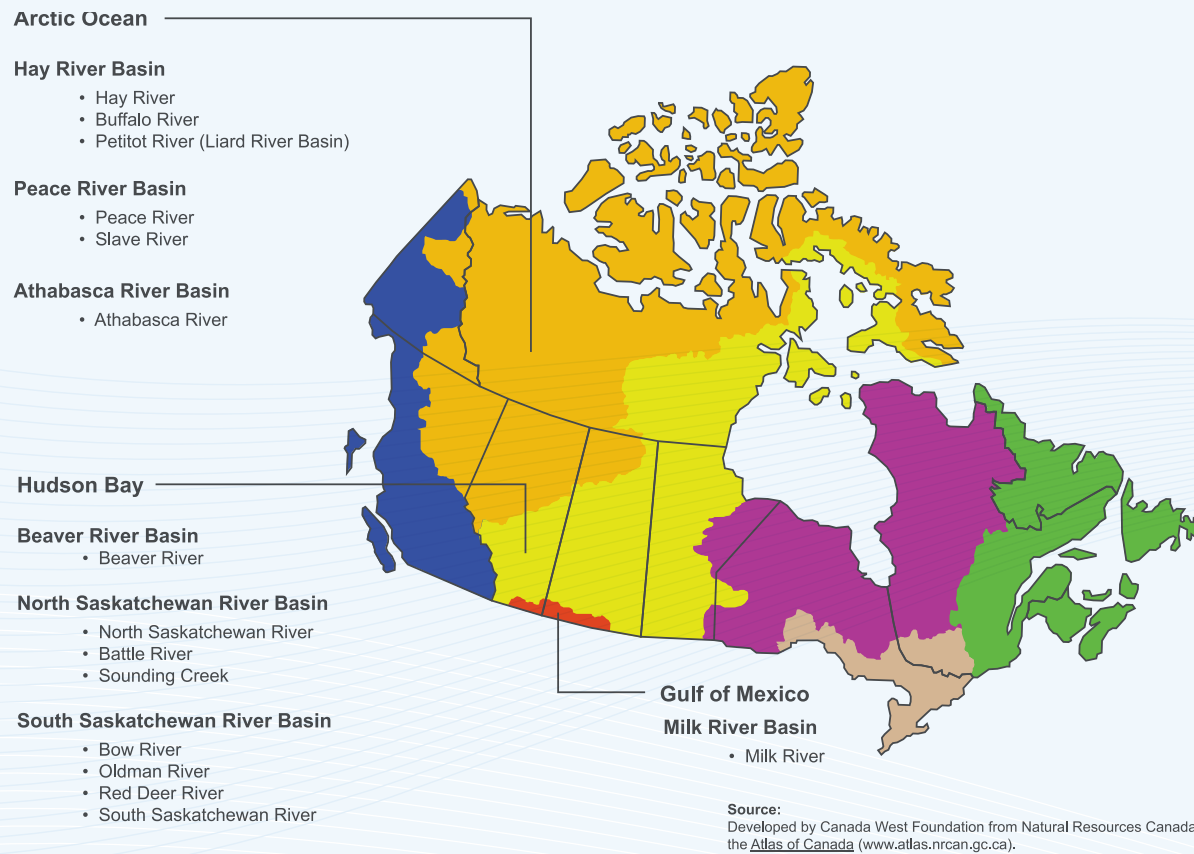 Arctic Ocean
Hay River Basin
• Hay River
• Buffalo River
• Petitot River (Liard River Basin)
Peace River Basin
• Peace River
• Slave River
Athabasca River Basin
• Athabasca River
Hudson Bay
Beaver River Basin
• Beaver River
North Saskatchewan River Basin
• North Saskatchewan River
• Battle River
• Sounding Creek
South Saskatchewan River Basin
• Bow River
• Oldman River
• Red Deer River
• South Saskatchewan River
Gulf of Mexico
Milk River Basin
• Milk River
Source:
Developed by Canada West Foundation from Natural Resources Canada
the Atlas of Canada (www.atlas.nrcan.gc.ca).